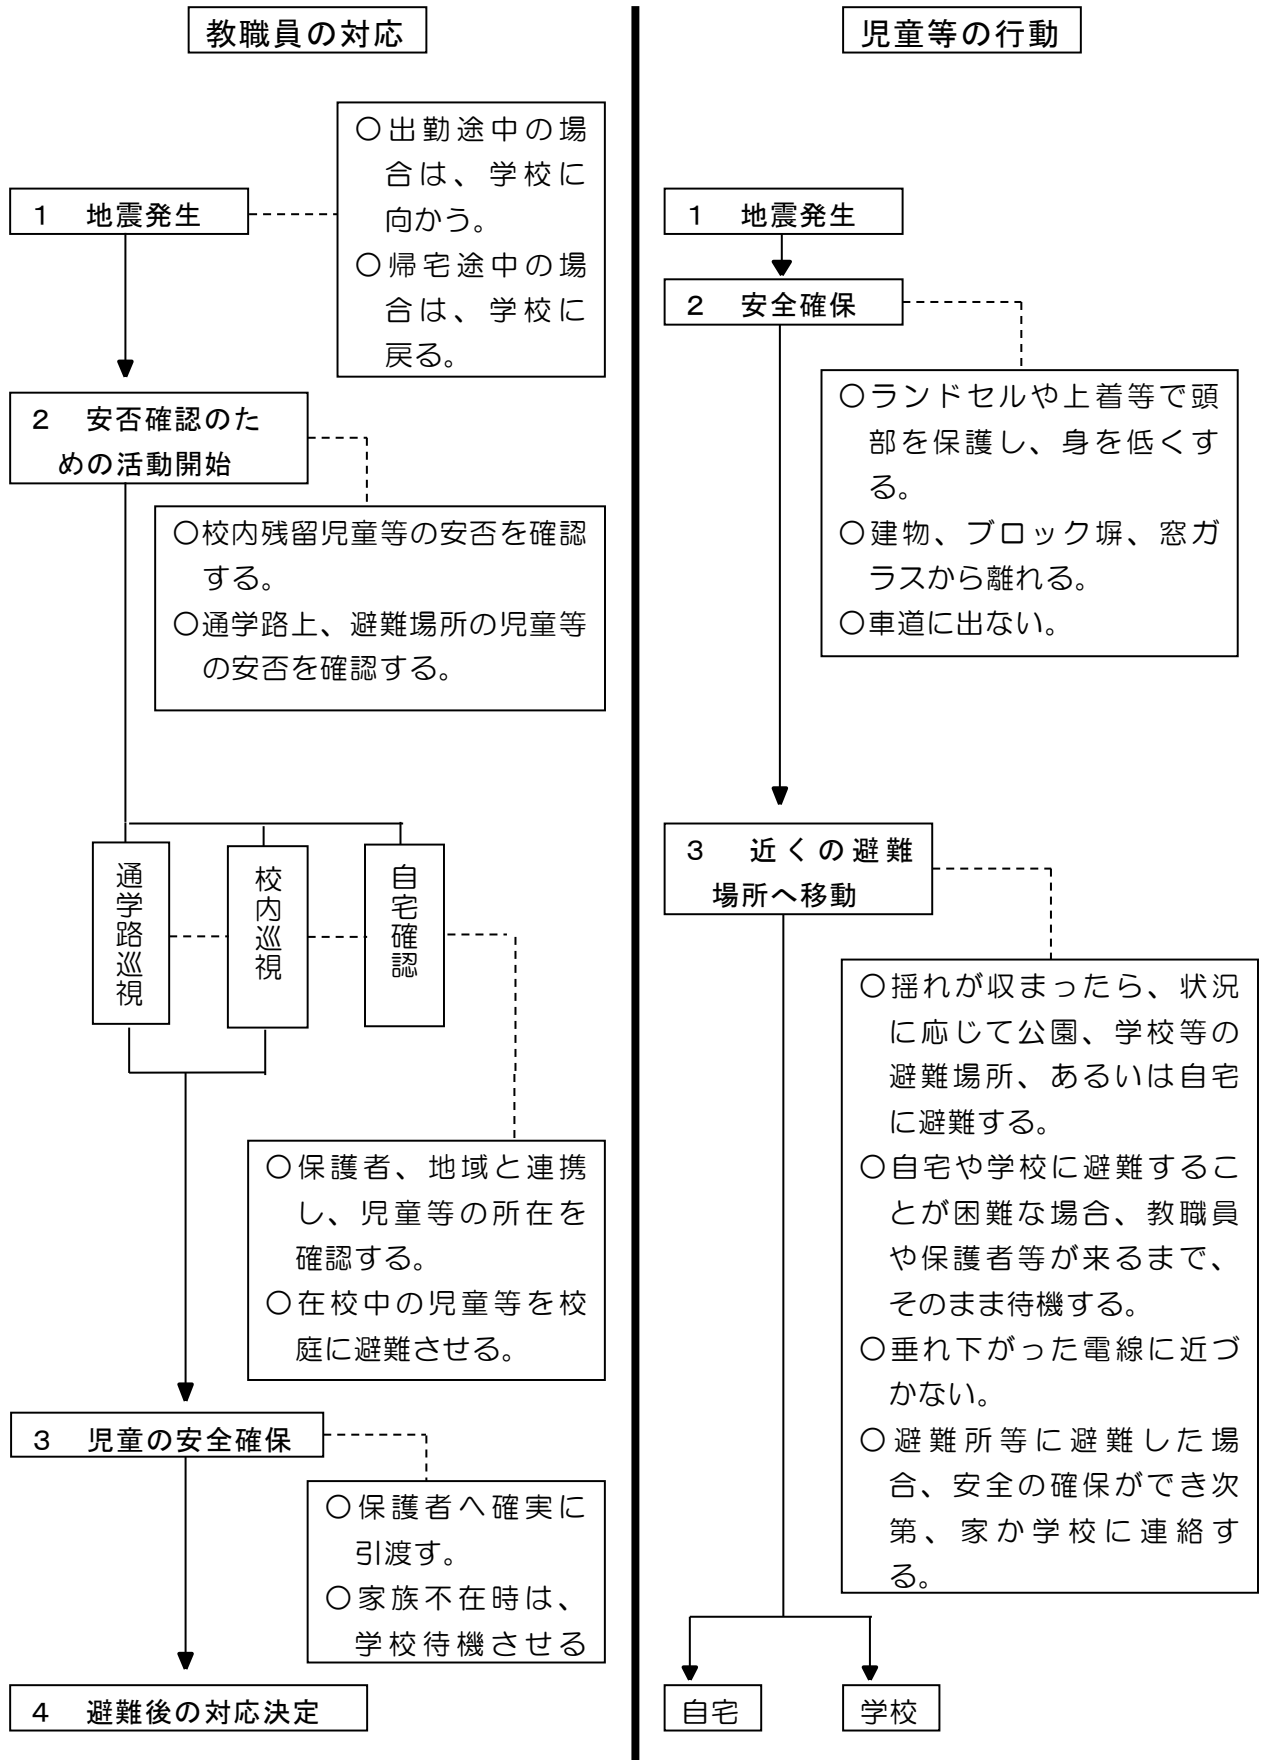 教職員の対応
１　地震発生
〇出勤途中の場
合は、学校に
向かう。
〇帰宅途中の場
合は、学校に
戻る。
２　安否確認のた
めの活動開始
〇校内残留児童等の安否を確認
する。
〇通学路上、避難場所の児童等
の安否を確認する。
通学路巡視
校内巡視
自宅確認
〇保護者、地域と連携
し、児童等の所在を
確認する。
〇在校中の児童等を校
庭に避難させる。
３　児童の安全確保
〇保護者へ確実に
引渡す。
〇家族不在時は、
学校待機させる
４　避難後の対応決定
児童等の行動
１　地震発生
２　安全確保
〇ランドセルや上着等で頭
部を保護し、身を低くす
る。
〇建物、ブロック塀、窓ガ
ラスから離れる。
〇車道に出ない。
３　近くの避難
場所へ移動
〇揺れが収まったら、状況
に応じて公園、学校等の
避難場所、あるいは自宅
に避難する。
〇自宅や学校に避難するこ
とが困難な場合、教職員
や保護者等が来るまで、
そのまま待機する。
〇垂れ下がった電線に近づ
かない。
〇避難所等に避難した場
合、安全の確保ができ次
第、家か学校に連絡す
る。
自宅
学校